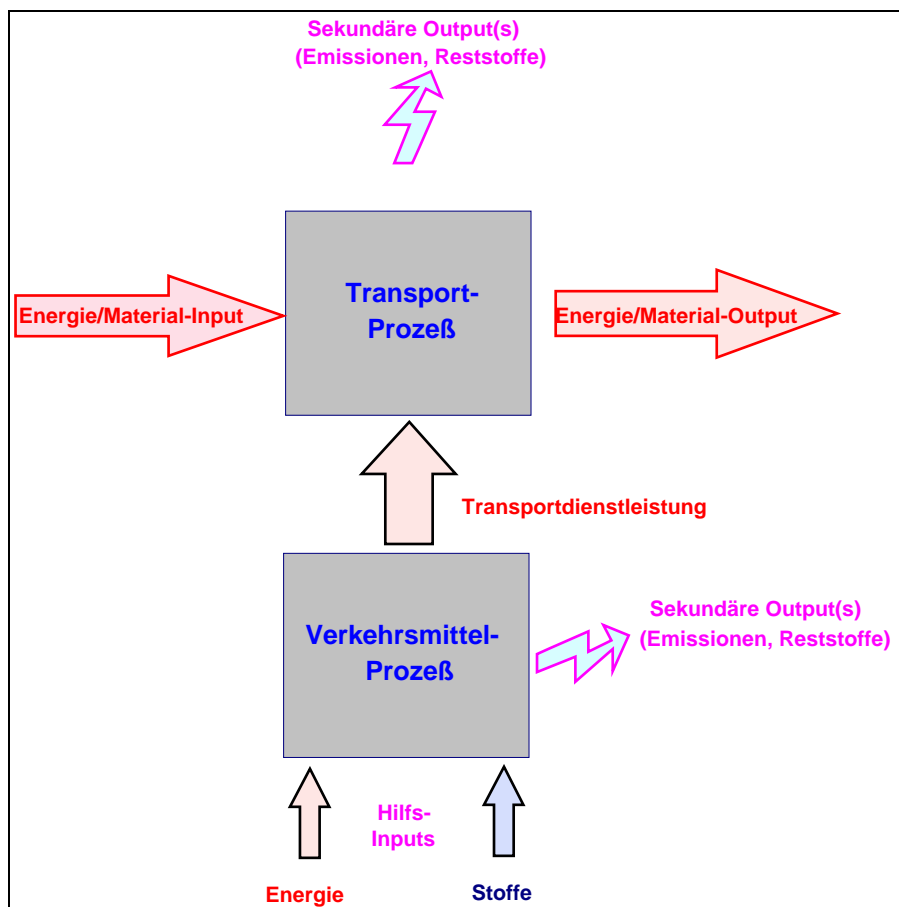 Sekundäre Output(s)
(Emissionen, Reststoffe)
Transport-
Prozeß
Energie/Material-Input
Energie/Material-Output
Transportdienstleistung
Verkehrsmittel-
Prozeß
Sekundäre Output(s)
(Emissionen, Reststoffe)
Hilfs-
Inputs
Energie
Stoffe